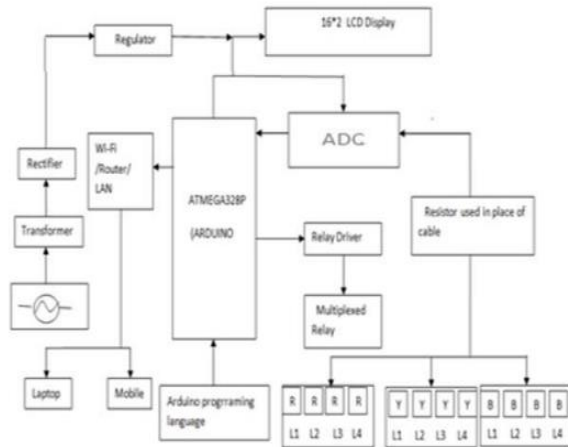 16*2 LCD Display
Regulator
ADC
Wi-Fi
/Router/
LAN
Rectifier
ATMEGA328P
(ARDUINO
Resistor used in place of
cable
Transformer
Relay Driver
Multiplexed
Relay
Laptop
Mobile
Arduino progrraming
language
R R R R
L1 L2 L3 L4
Y Y Y Y
L1 L2 L3 L4
B B B B
L1 L2 L3 L4